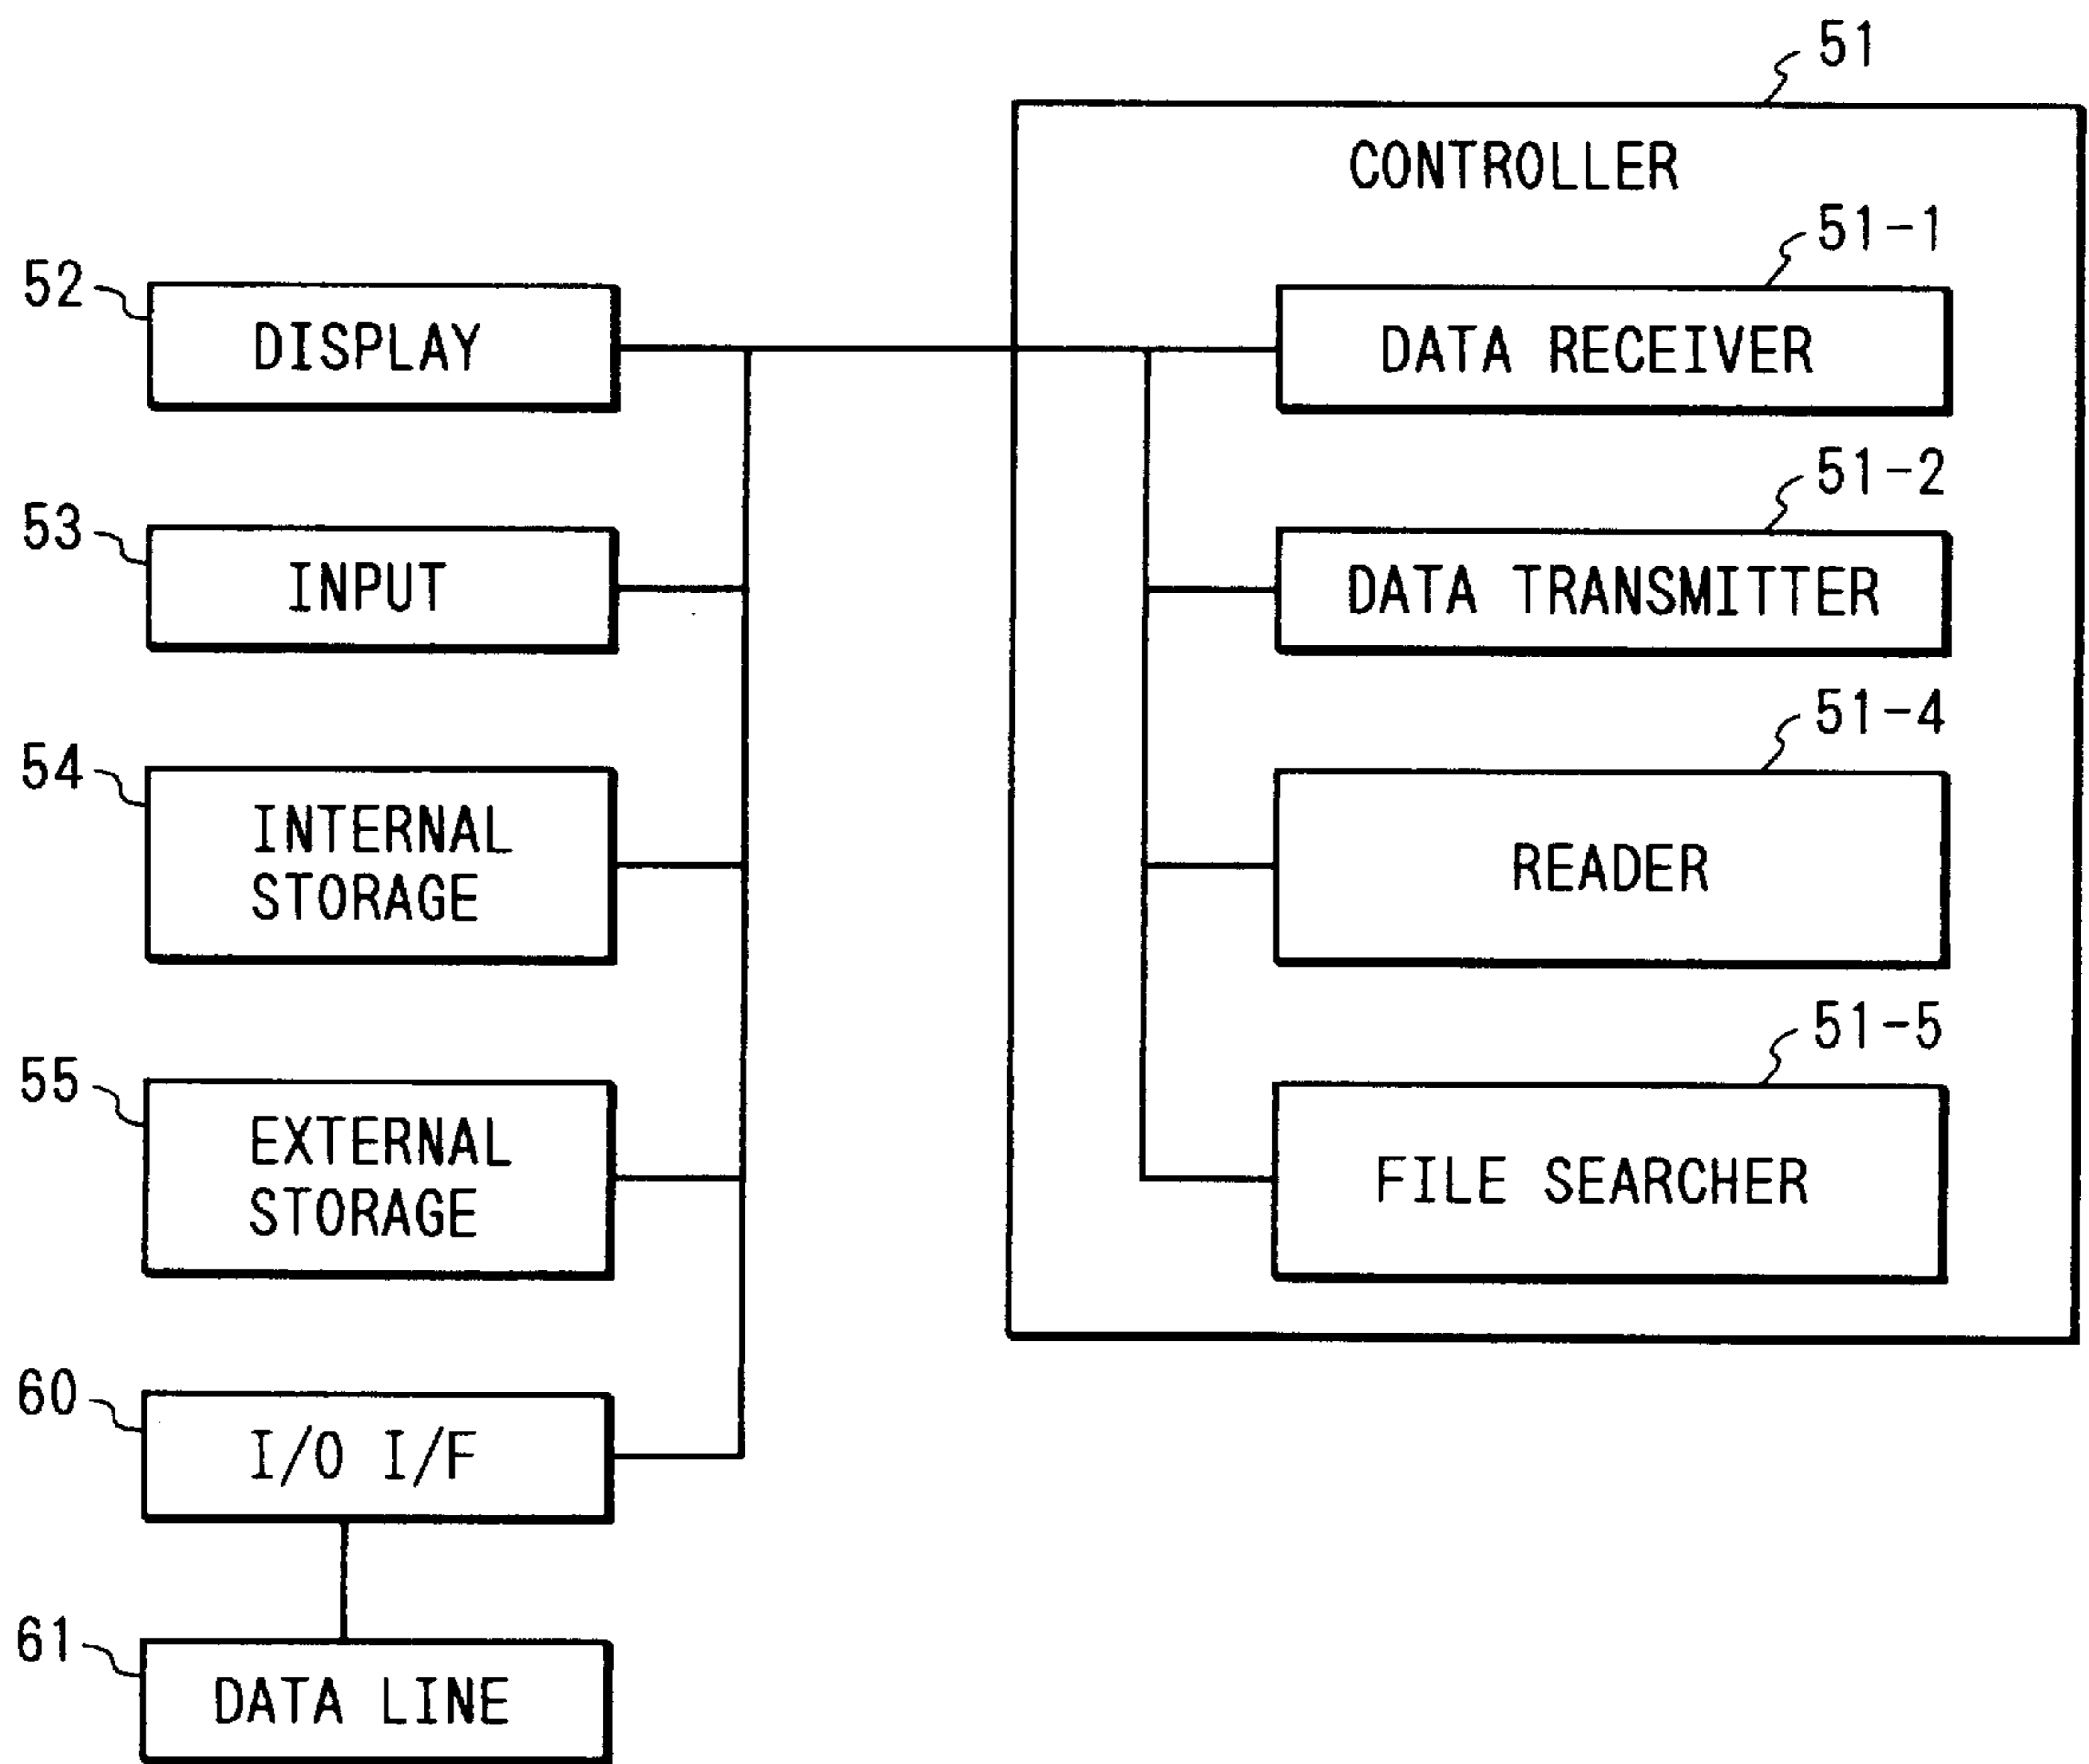 51
CONTROLLER
51-1
52
DISPLAY
DATA RECEIVER
51-2
53
INPUT
DATA TRANSMITTER
51-4
54
INTERNAL
STORAGE
READER
51-5
55
EXTERNAL
STORAGE
FILE SEARCHER
60
I/O I/F
61
DATA LINE